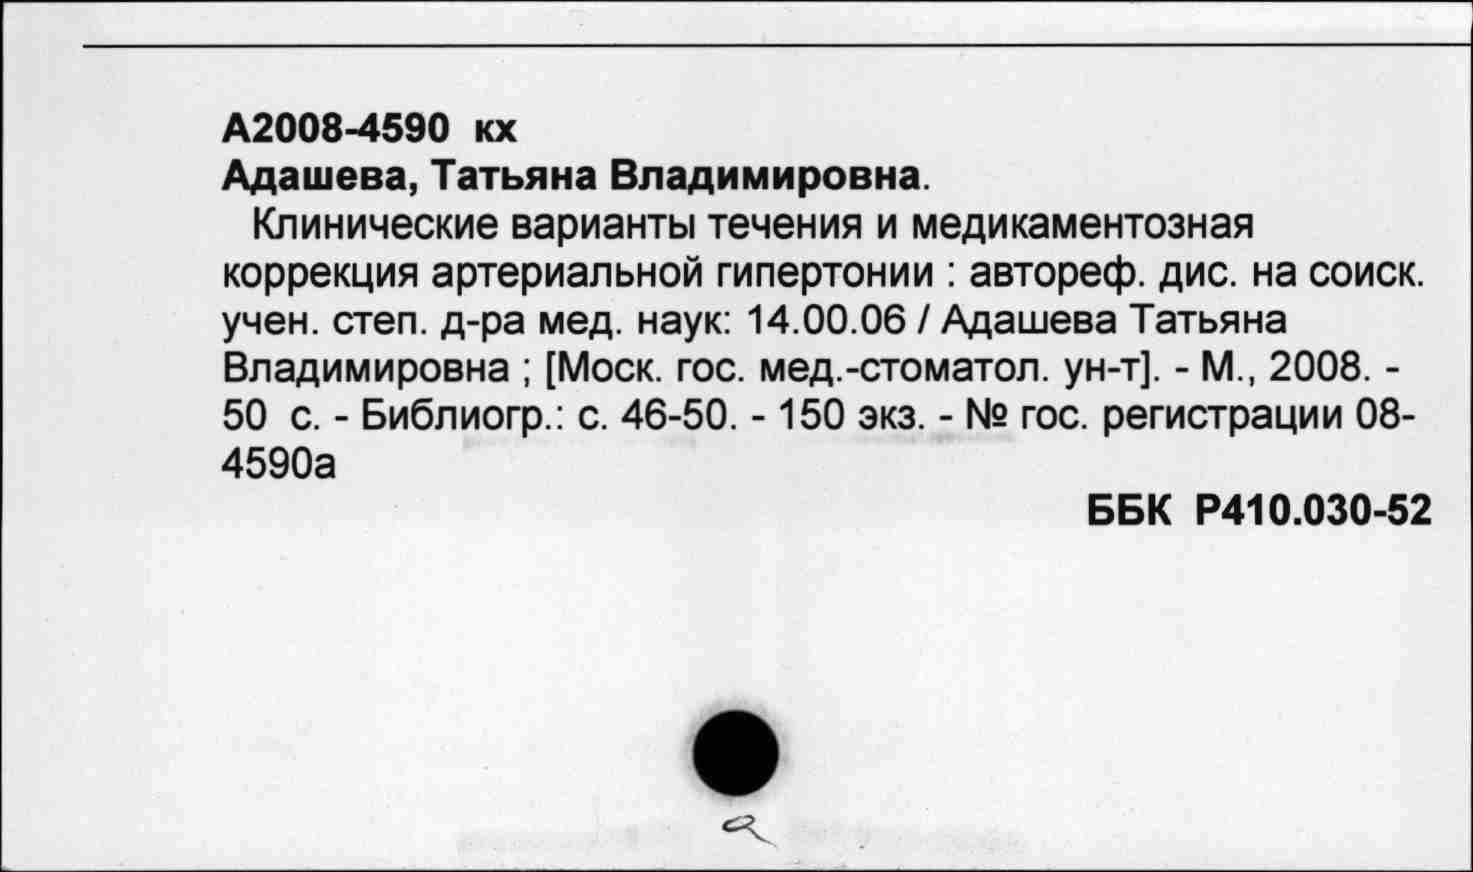 А2008-4590 кх
Адашева, Татьяна Владимировна.
Клинические варианты течения и медикаментозная
коррекция артериальной гипертонии : автореф. дис. на соиск.
учен. степ. д-ра мед. наук: 14.00.06 / Адашева Татьяна
Владимировна ; [Моск. гос. мед.-стоматол. ун-т]. - М., 2008. -
50 с. - Библиогр.: с. 46-50. - 150 экз. - № гос. регистрации 08-
4590а
ББК Р410.030-52